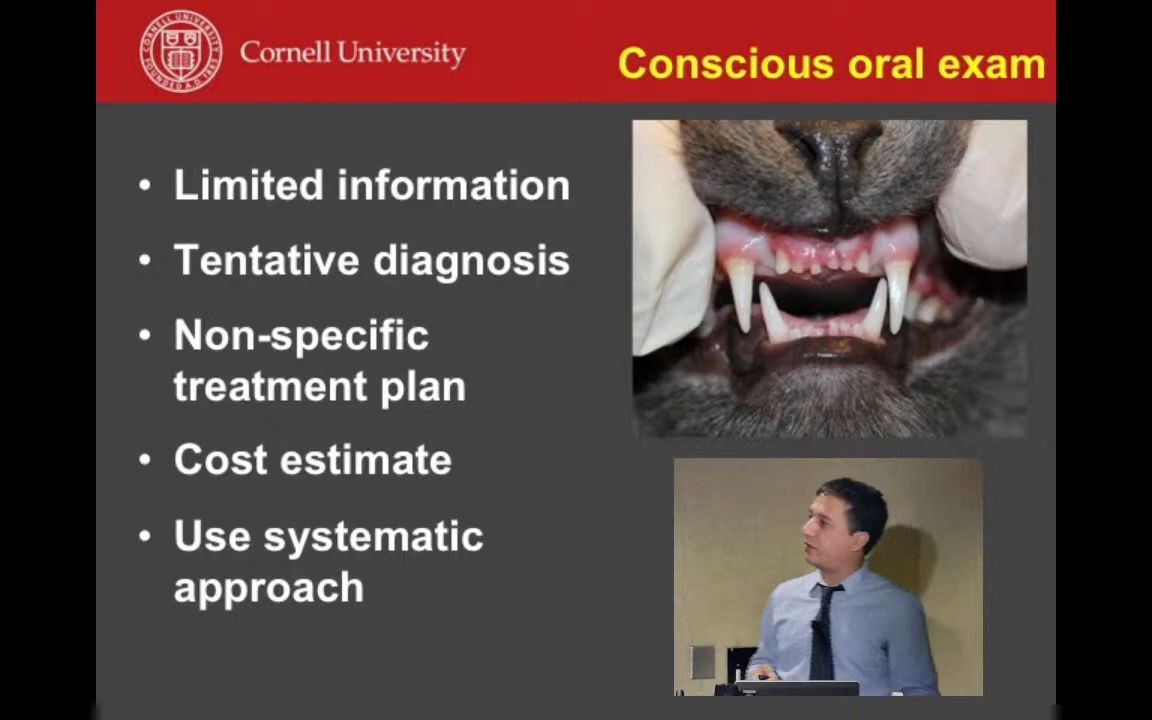 Cornell University
Conscious oral exam
• Limited information
• Tentative diagnosis
• Non-specific
treatment plan
• Cost estimate
• Use systematic
approach